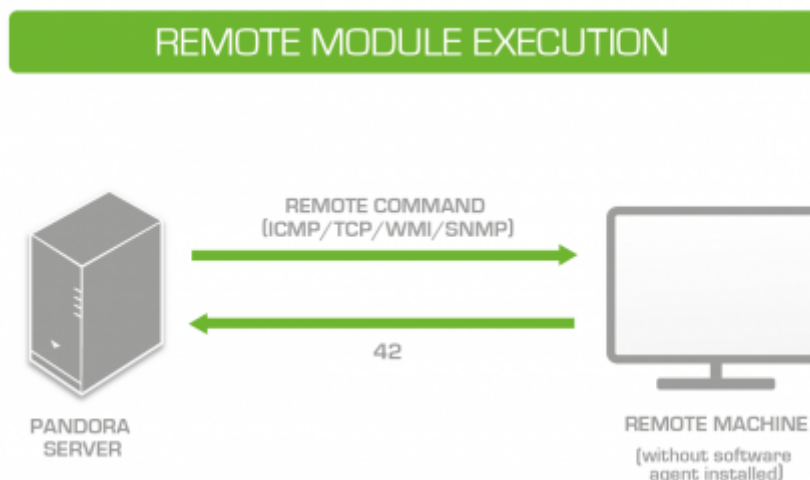 REMOTE MODULE EXECUTION
REMOTE COMMAND
(ICMP/TCP/WMI/SNMP)
42
PANDORA
SERVER
REMOTE MACHINE
(without software
agent installed)